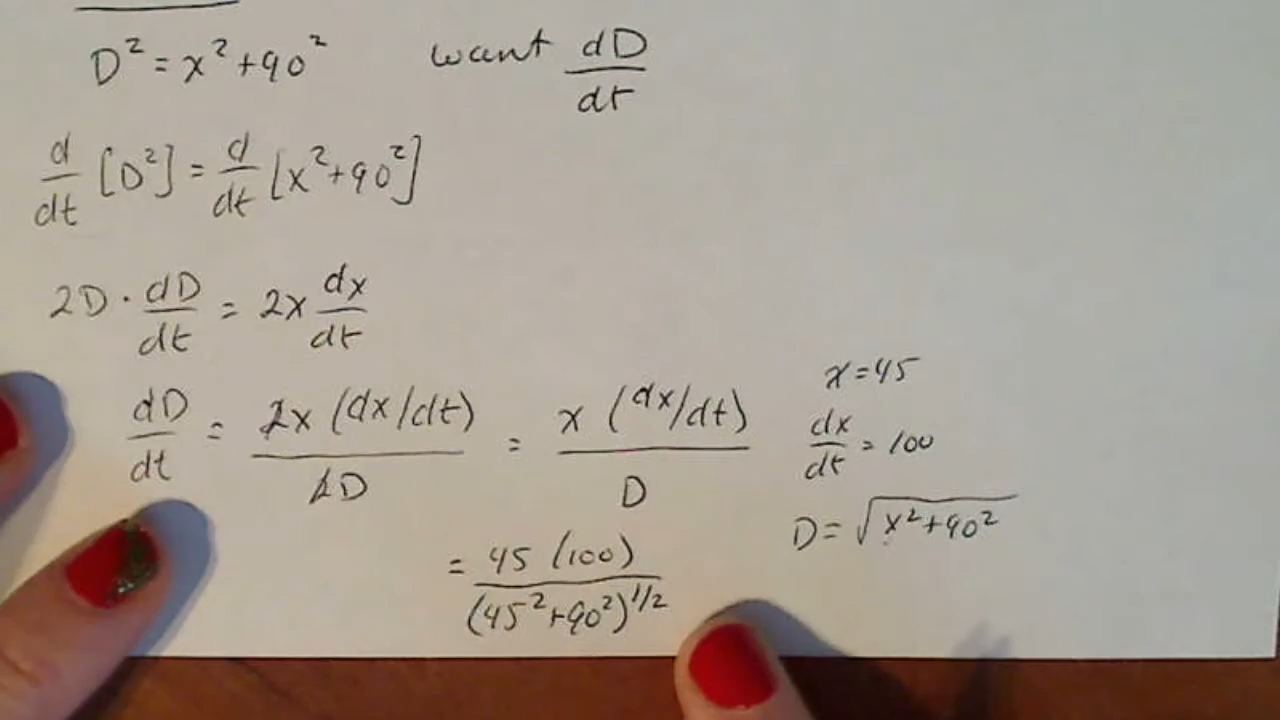 D² = x² + 90² want dD/dt
d/dt [D²] = d/dt [x² + 90²]
2D · dD/dt = 2x dx/dt
dD/dt = 2x (dx/dt) / 2D = x (dx/dt) / D
x = 45
dx/dt = 100
D = √(x² + 90²)
= 45 (100) / (45² + 90²)^1/2